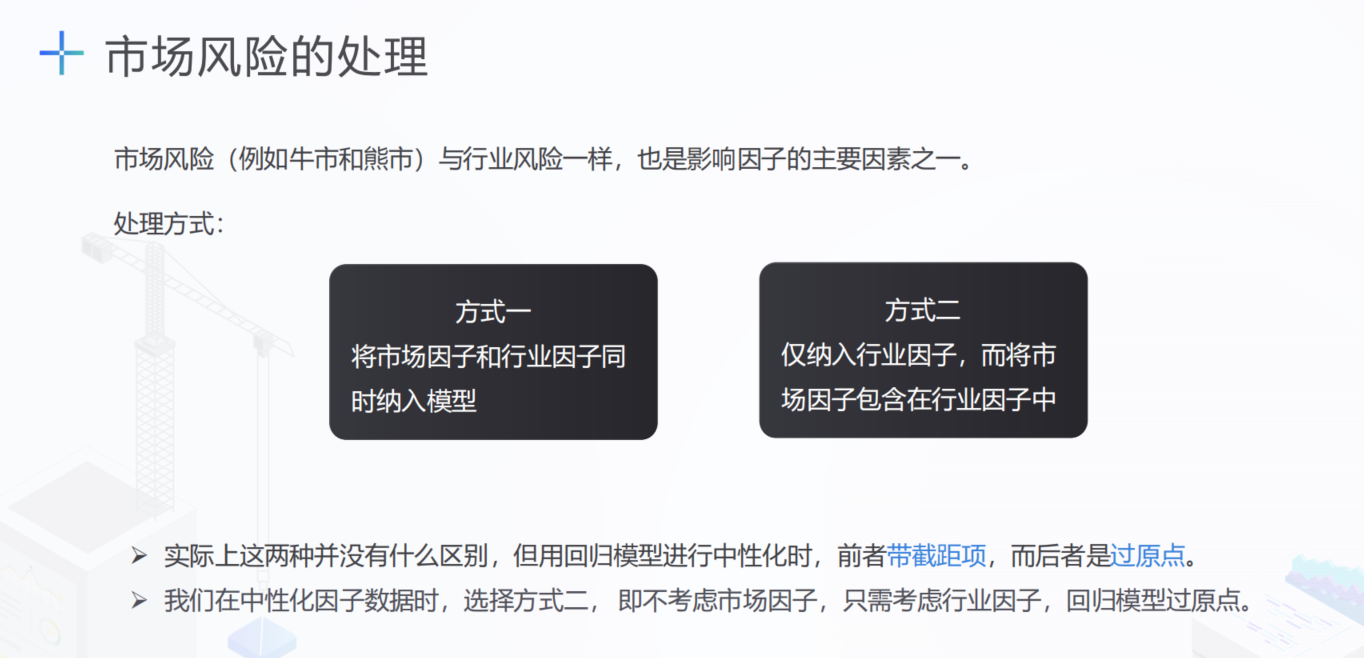 市场风险的处理
市场风险（例如牛市和熊市）与行业风险一样，也是影响因子的主要因素之一。
处理方式：
方式一
将市场因子和行业因子同
时纳入模型
方式二
仅纳入行业因子，而将市
场因子包含在行业因子中
➢ 实际上这两种并没有什么区别，但用回归模型进行中性化时，前者带截距项，而后者是过原点。
➢ 我们在中性化因子数据时，选择方式二， 即不考虑市场因子，只需考虑行业因子，回归模型过原点。